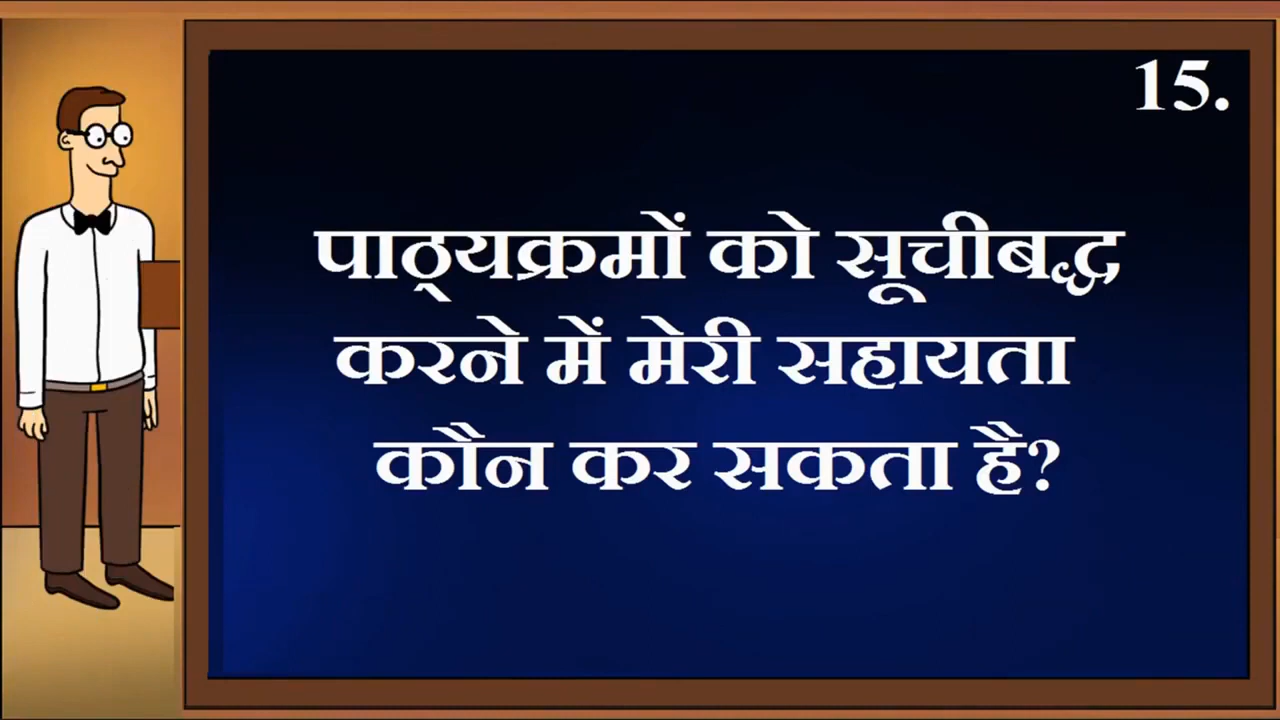 15.
पाठ्यक्रमों को सूचीबद्ध
करने में मेरी सहायता
कौन कर सकता है?